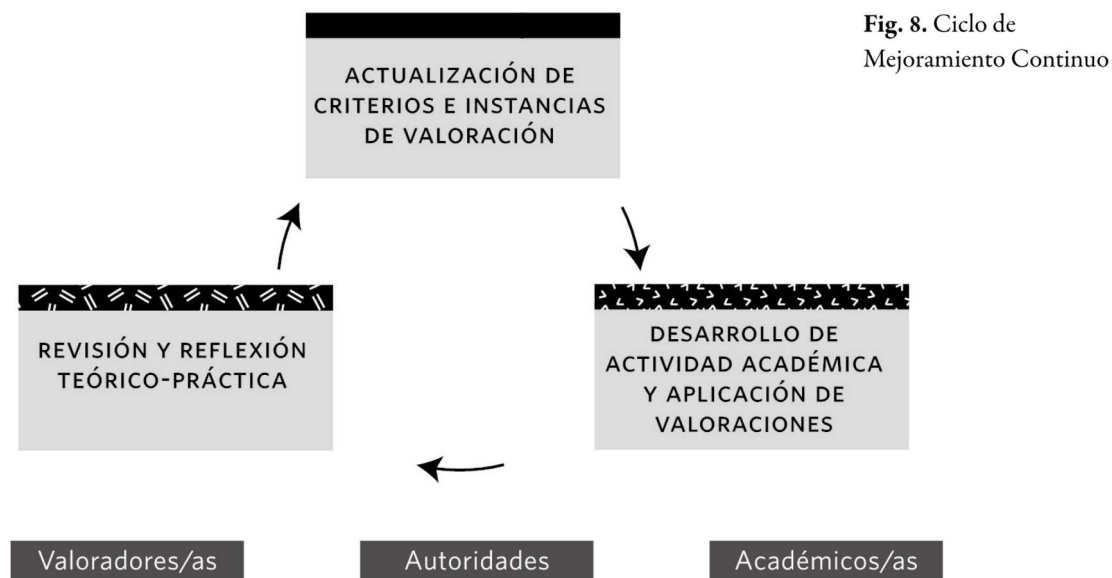 Fig. 8. Ciclo de
Mejoramiento Continuo
ACTUALIZACIÓN DE
CRITERIOS E INSTANCIAS
DE VALORACIÓN
REVISIÓN Y REFLEXIÓN
TEÓRICO-PRÁCTICA
DESARROLLO DE
ACTIVIDAD ACADÉMICA
Y APLICACIÓN DE
VALORACIONES
Valoradores/as
Autoridades
Académicos/as